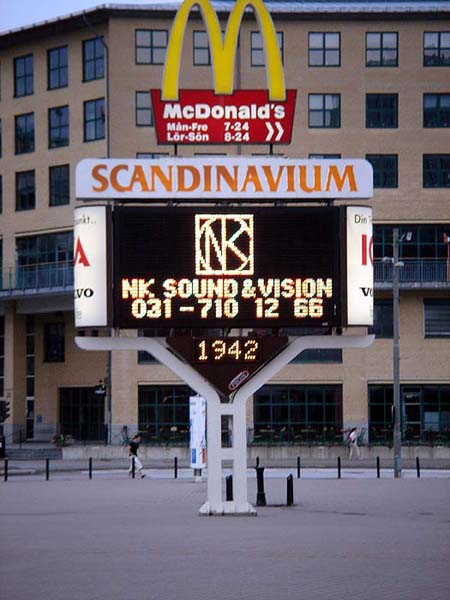 McDonald's
Mån-Fre 7-24
Lör-Sön 8-24
SCANDINAVIUM
NK
NK SOUND & VISION
031-710 12 66
1942
VOLVO